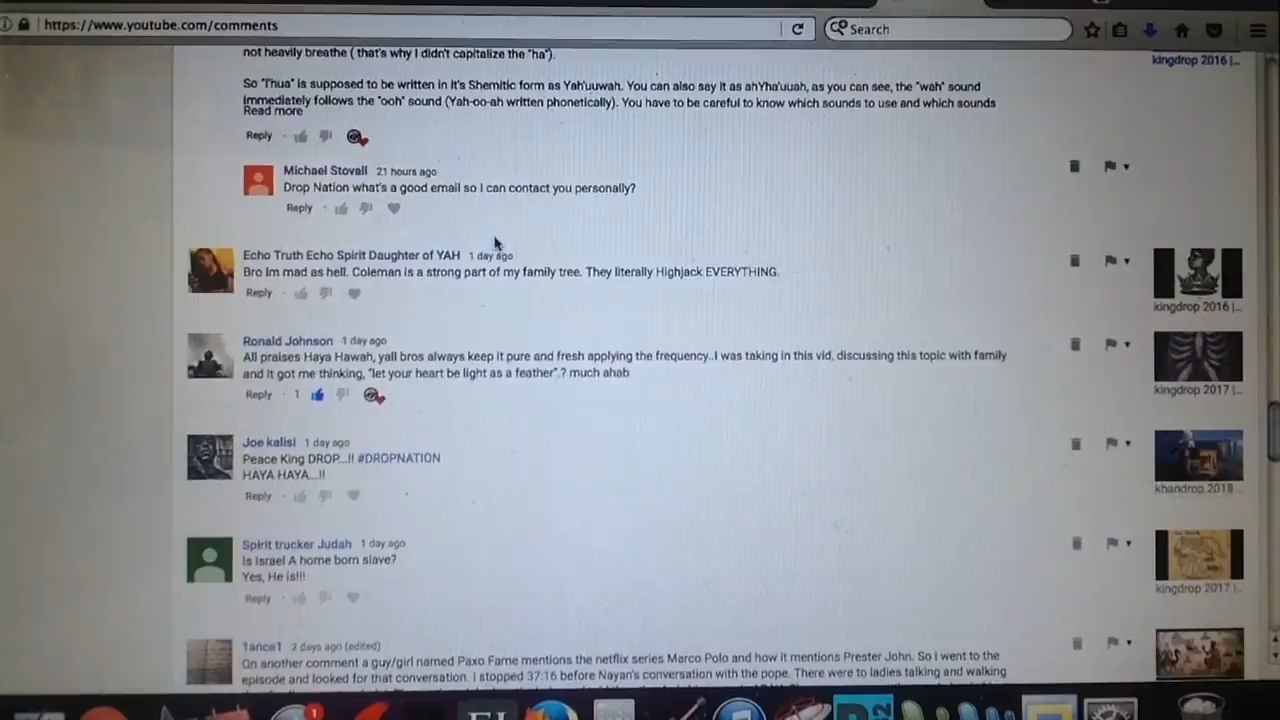 https://www.youtube.com/comments
Search
not heavily breathe ( that's why I didn't capitalize the "ha").
kingdrop 2016 |...
So "Thua" is supposed to be written in it's Shemitic form as Yah'uuwah. You can also say it as ahYha'uuah, as you can see, the "wah" sound
immediately follows the "ooh" sound (Yah-oo-ah written phonetically). You have to be careful to know which sounds to use and which sounds
Read more
Reply
Michael Stovall 21 hours ago
Drop Nation what's a good email so I can contact you personally?
Reply
Echo Truth Echo Spirit Daughter of YAH 1 day ago
Bro Im mad as hell. Coleman is a strong part of my family tree. They literally Highjack EVERYTHING.
Reply
kingdrop 2016 |...
Ronald Johnson 1 day ago
All praises Haya Hawah, yall bros always keep it pure and fresh applying the frequency..I was taking in this vid, discussing this topic with family
and it got me thinking, "let your heart be light as a feather".? much ahab
Reply 1
kingdrop 2017 |...
Joe kalisi 1 day ago
Peace King DROP...!! #DROPNATION
HAYA HAYA...!!
Reply
khandrop 2018 ...
Spirit trucker Judah 1 day ago
Is Israel A home born slave?
Yes, He is!!!
Reply
kingdrop 2017 |...
1ance1 2 days ago (edited)
On another comment a guy/girl named Paxo Fame mentions the netflix series Marco Polo and how it mentions Prester John. So I went to the
episode and looked for that conversation. I stopped 37:16 before Nayan's conversation with the pope. There were to ladies talking and walking
1